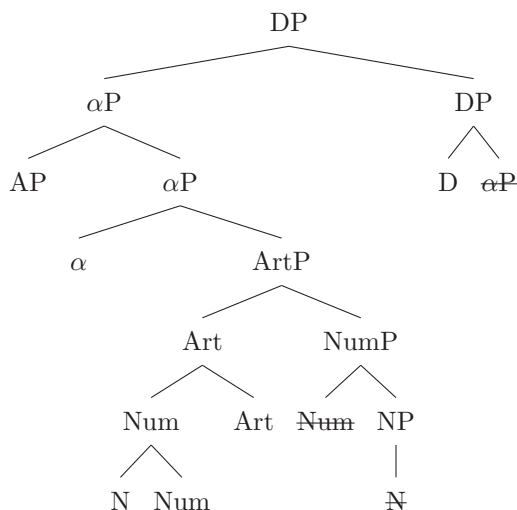 DP
αP DP
AP αP D αP
α ArtP
Art NumP
Num Art Num NP
N Num N